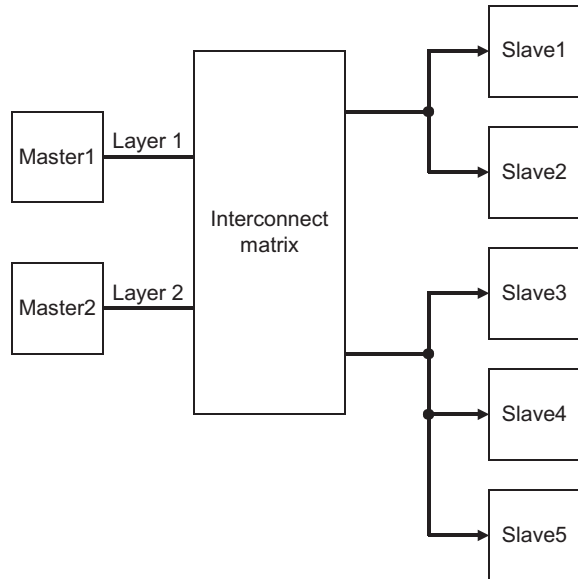 Master1
Layer 1
Master2
Layer 2
Interconnect
matrix
Slave1
Slave2
Slave3
Slave4
Slave5